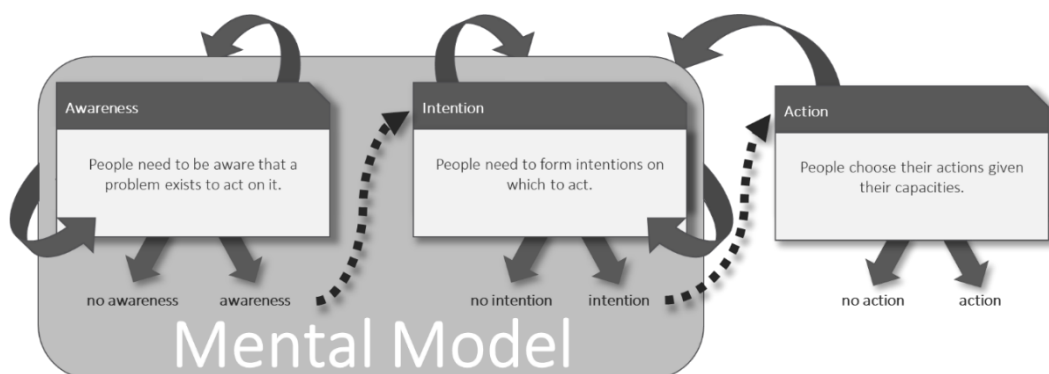 Awareness
People need to be aware that a
problem exists to act on it.
no awareness
awareness
Intention
People need to form intentions on
which to act.
no intention
intention
Action
People choose their actions given
their capacities.
no action
action
Mental Model